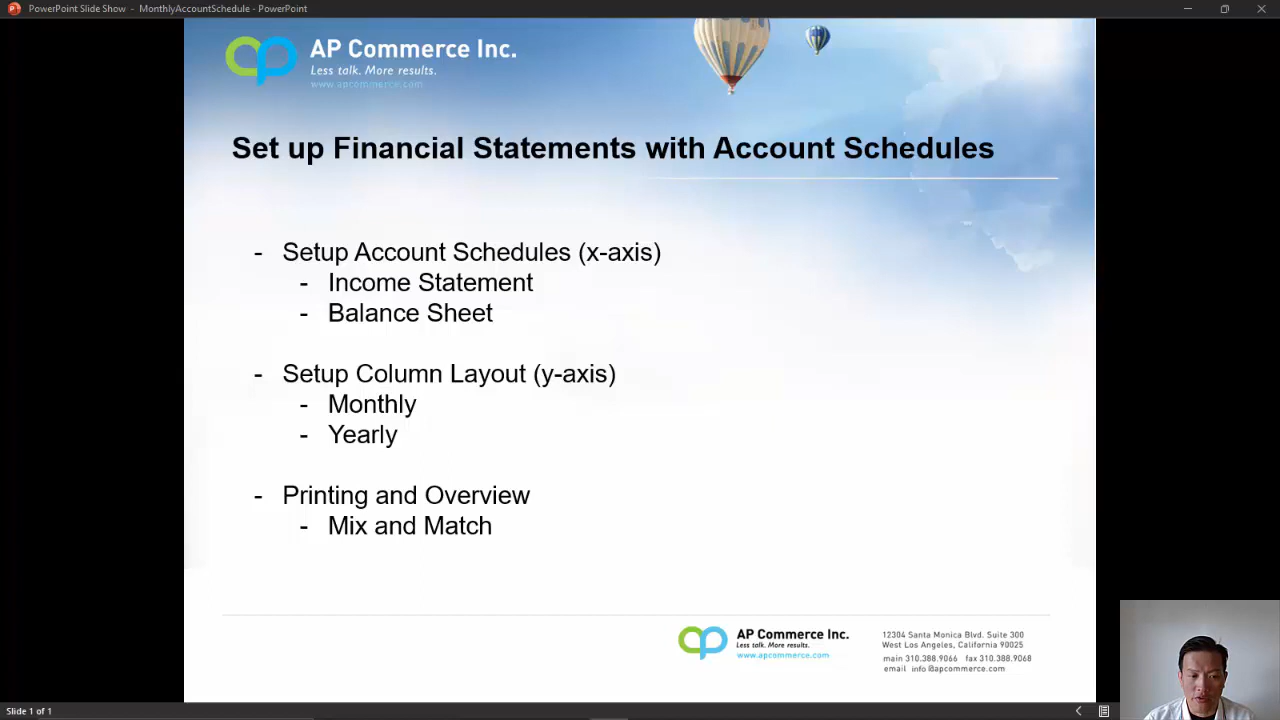 PowerPoint Slide Show - MonthlyAccountSchedule - PowerPoint
AP Commerce Inc.
Less talk. More results.
www.apcommerce.com
Set up Financial Statements with Account Schedules
- Setup Account Schedules (x-axis)
- Income Statement
- Balance Sheet
- Setup Column Layout (y-axis)
- Monthly
- Yearly
- Printing and Overview
- Mix and Match
AP Commerce Inc.
Less talk. More results.
www.apcommerce.com
12304 Santa Monica Blvd. Suite 300
West Los Angeles, California 90025
main 310.388.9066 fax 310.388.9068
email info@apcommerce.com
Slide 1 of 1